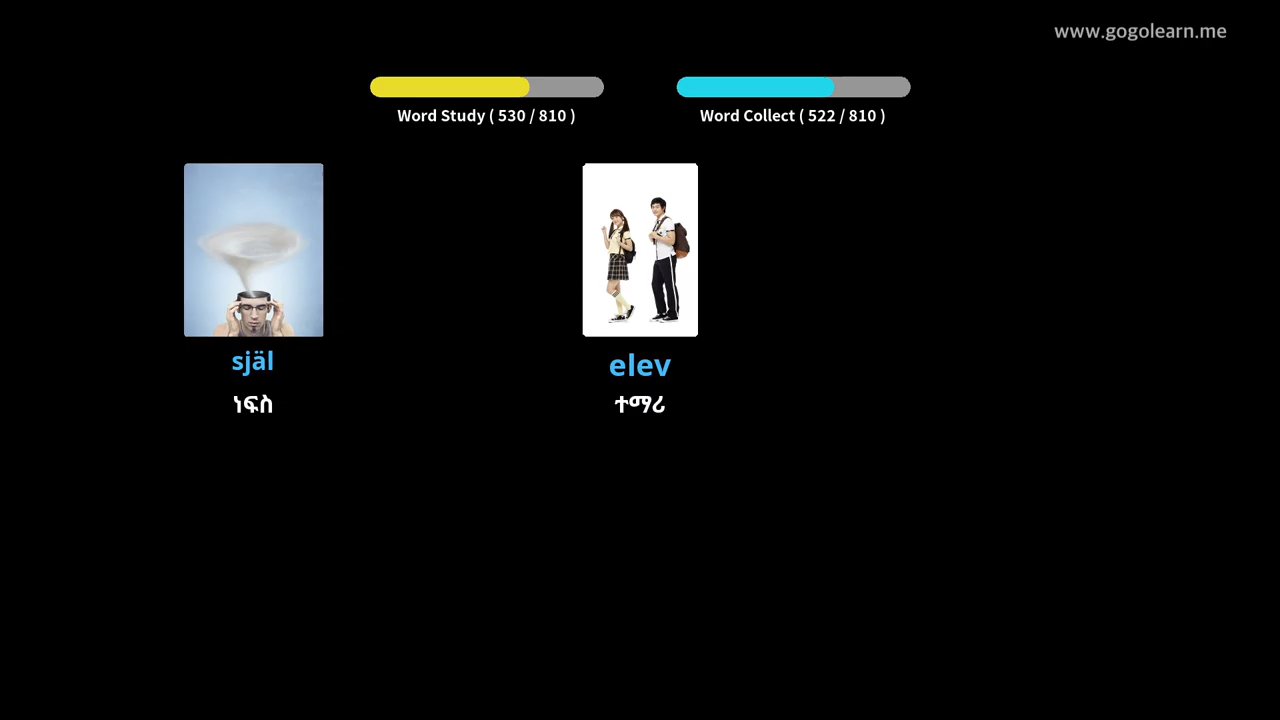 www.gogolearn.me
Word Study ( 530 / 810 )
Word Collect ( 522 / 810 )
själ
ነፍስ
elev
ተማሪ